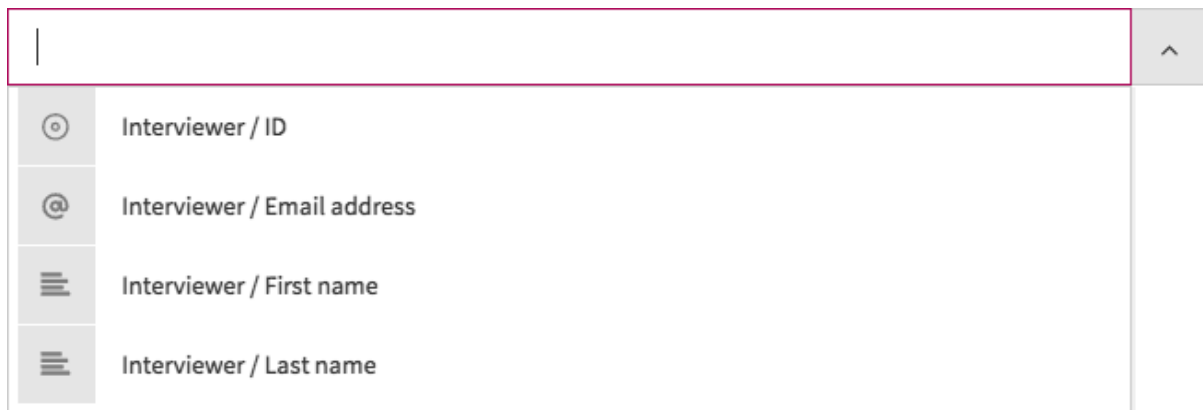 Interviewer / ID
Interviewer / Email address
Interviewer / First name
Interviewer / Last name